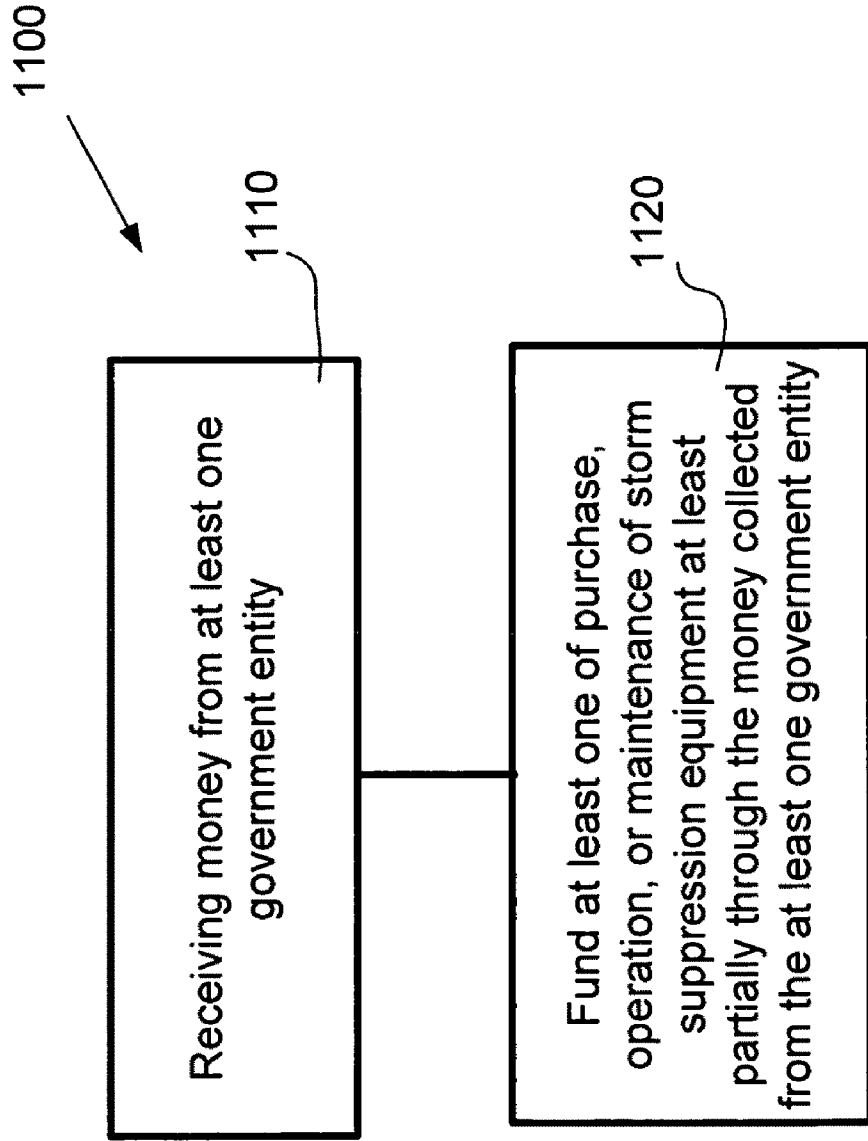 1100
Receiving money from at least one
government entity
1110
Fund at least one of purchase,
operation, or maintenance of storm
suppression equipment at least
partially through the money collected
from the at least one government entity
1120